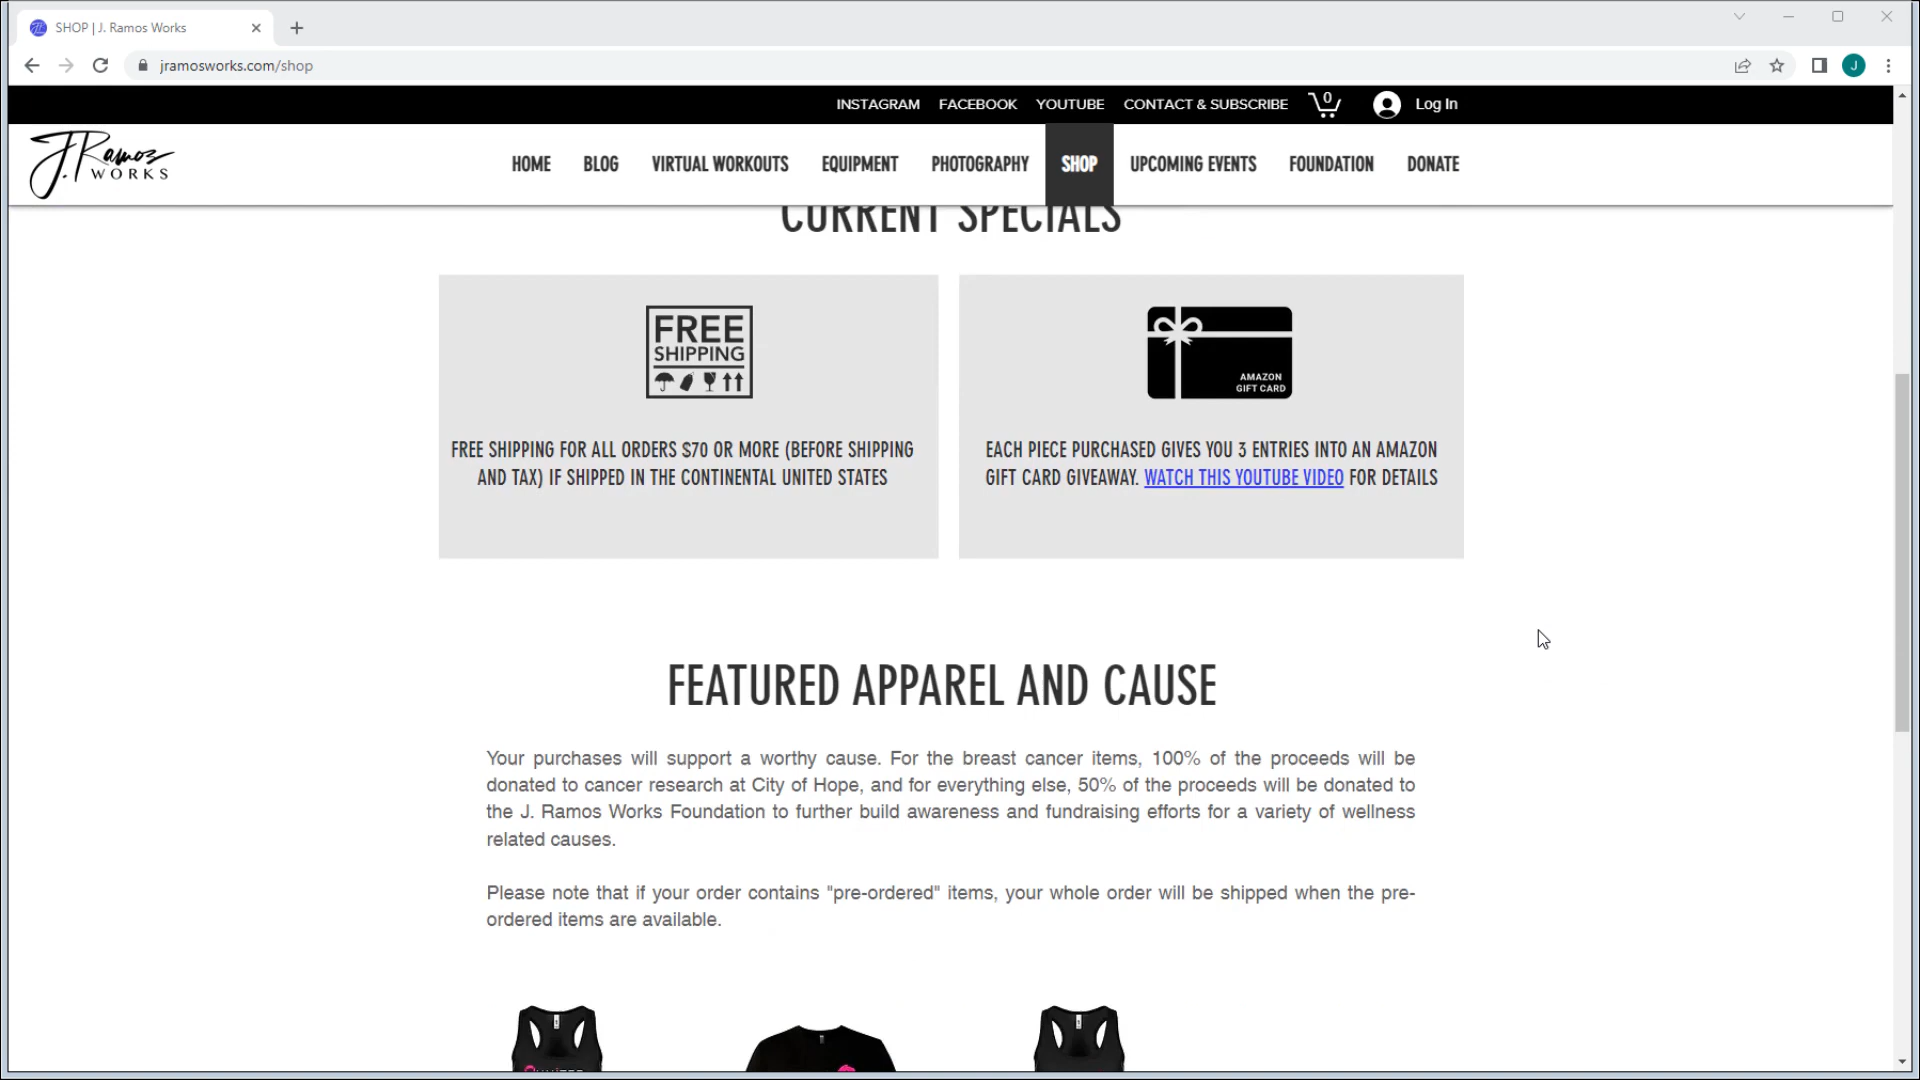 SHOP | J. Ramos Works
jramosworks.com/shop
J
INSTAGRAM FACEBOOK YOUTUBE CONTACT & SUBSCRIBE 0 Log In
J. Ramos
WORKS
HOME BLOG VIRTUAL WORKOUTS EQUIPMENT PHOTOGRAPHY SHOP UPCOMING EVENTS FOUNDATION DONATE
CURRENT SPECIALS
FREE
SHIPPING
FREE SHIPPING FOR ALL ORDERS $70 OR MORE (BEFORE SHIPPING
AND TAX) IF SHIPPED IN THE CONTINENTAL UNITED STATES
AMAZON
GIFT CARD
EACH PIECE PURCHASED GIVES YOU 3 ENTRIES INTO AN AMAZON
GIFT CARD GIVEAWAY. WATCH THIS YOUTUBE VIDEO FOR DETAILS
FEATURED APPAREL AND CAUSE
Your purchases will support a worthy cause. For the breast cancer items, 100% of the proceeds will be
donated to cancer research at City of Hope, and for everything else, 50% of the proceeds will be donated to
the J. Ramos Works Foundation to further build awareness and fundraising efforts for a variety of wellness
related causes.
Please note that if your order contains "pre-ordered" items, your whole order will be shipped when the pre-
ordered items are available.